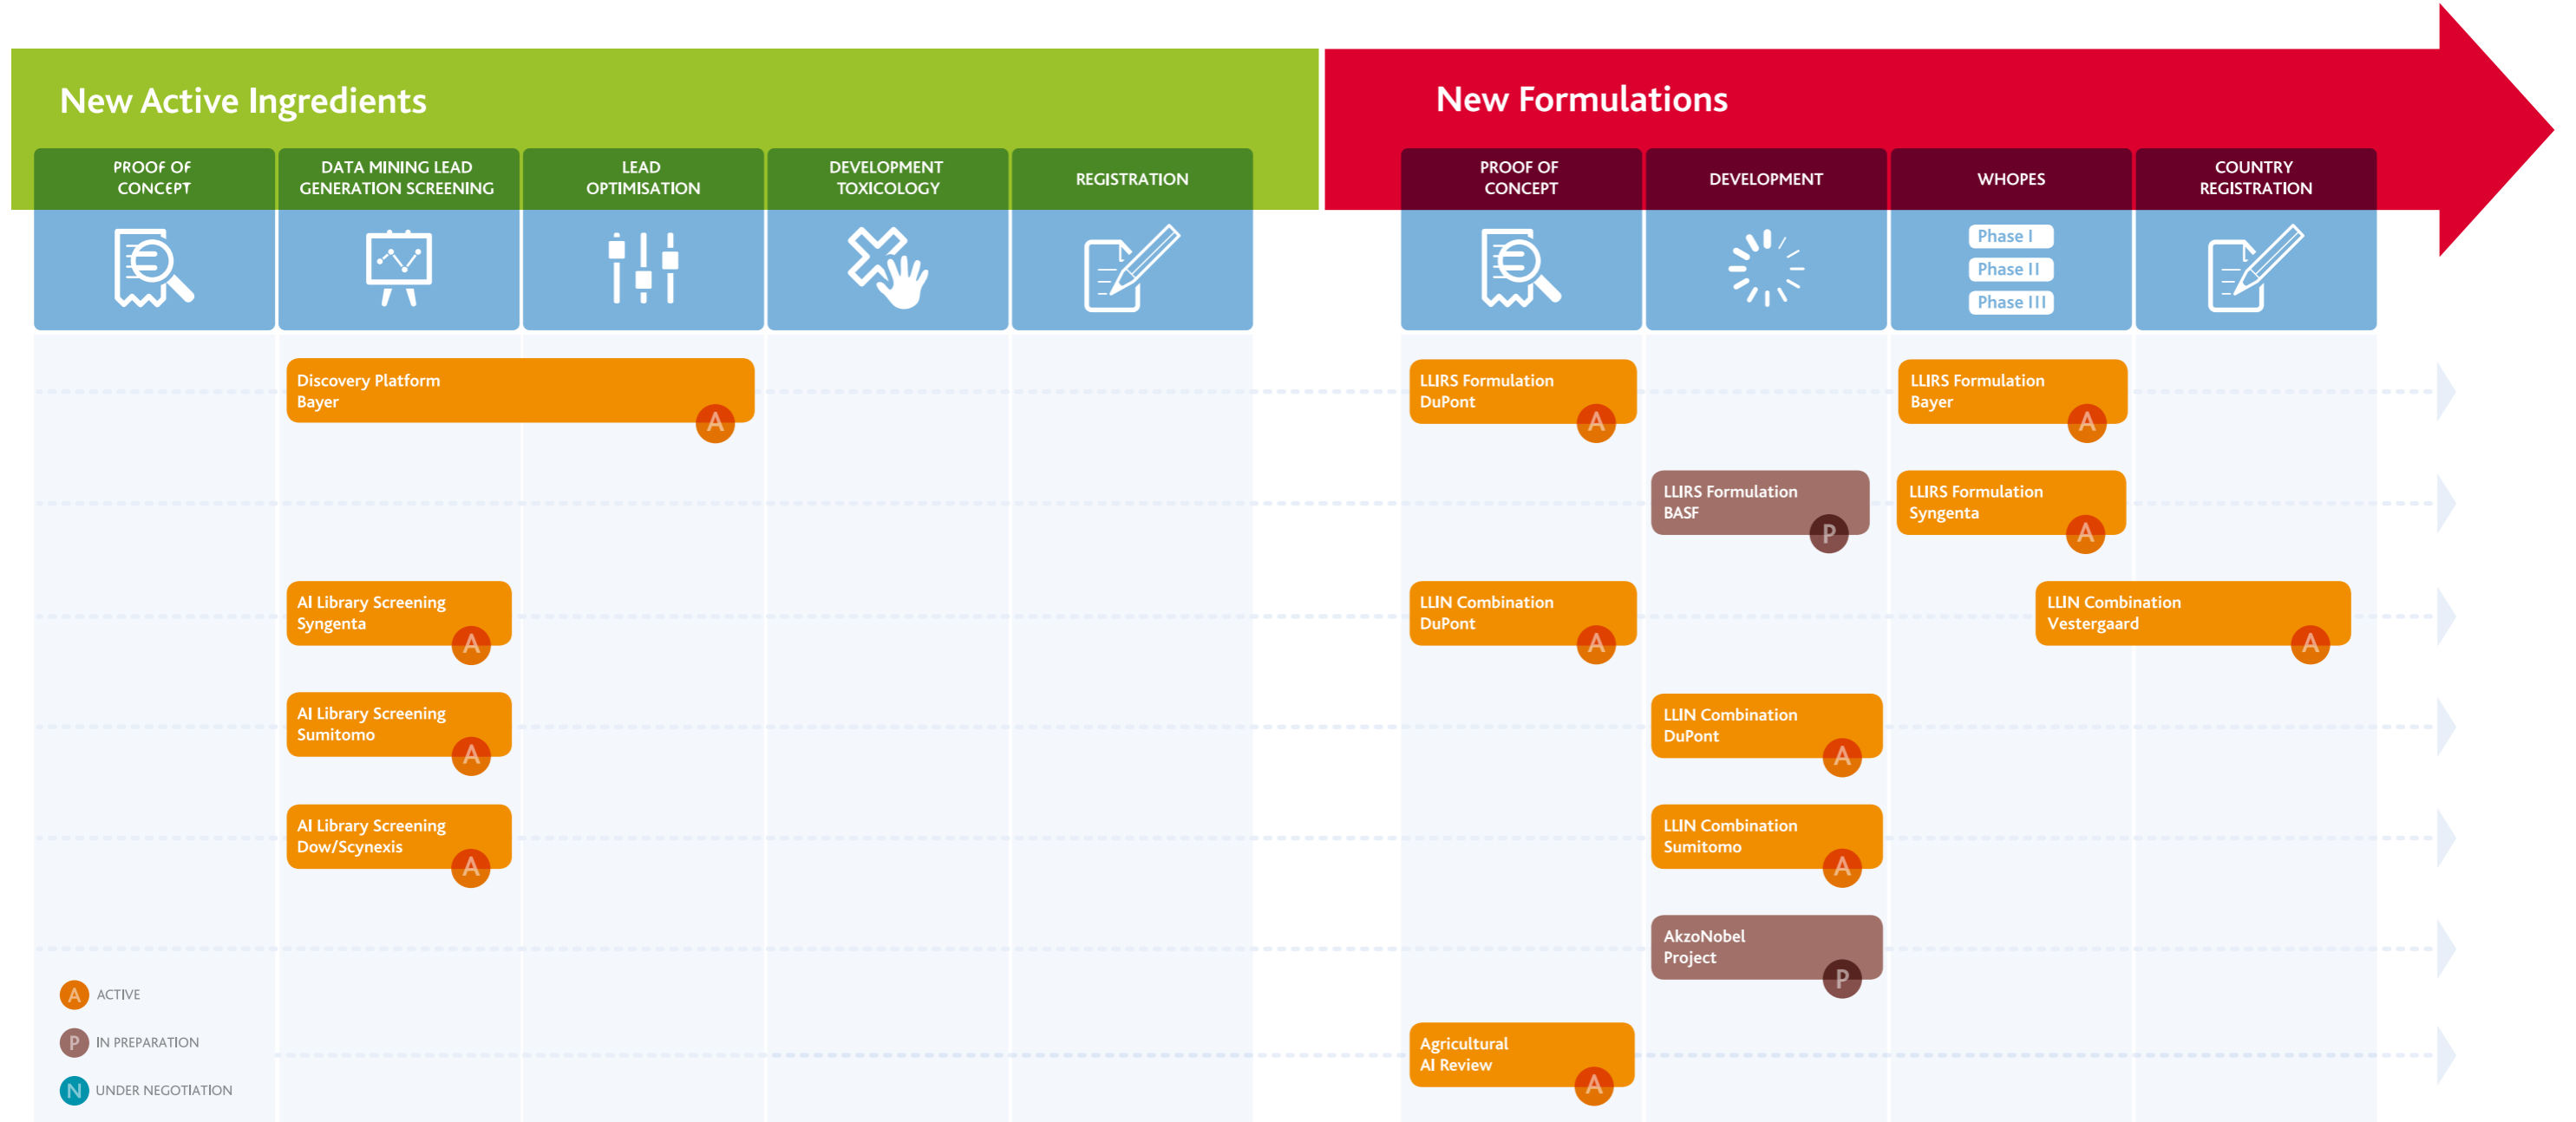 New Active Ingredients
New Formulations
PROOF OF
CONCEPT
DATA MINING LEAD
GENERATION SCREENING
LEAD
OPTIMISATION
DEVELOPMENT
TOXICOLOGY
REGISTRATION
PROOF OF
CONCEPT
DEVELOPMENT
WHOPES
COUNTRY
REGISTRATION
Phase I
Phase II
Phase III
Discovery Platform
Bayer
A
LLIRS Formulation
DuPont
A
LLIRS Formulation
Bayer
A
LLIRS Formulation
BASF
P
LLIRS Formulation
Syngenta
A
AI Library Screening
Syngenta
A
LLIN Combination
DuPont
A
LLIN Combination
Vestergaard
A
AI Library Screening
Sumitomo
A
LLIN Combination
DuPont
A
AI Library Screening
Dow/Scynexis
A
LLIN Combination
Sumitomo
A
AkzoNobel
Project
P
Agricultural
AI Review
A
A ACTIVE
P IN PREPARATION
N UNDER NEGOTIATION